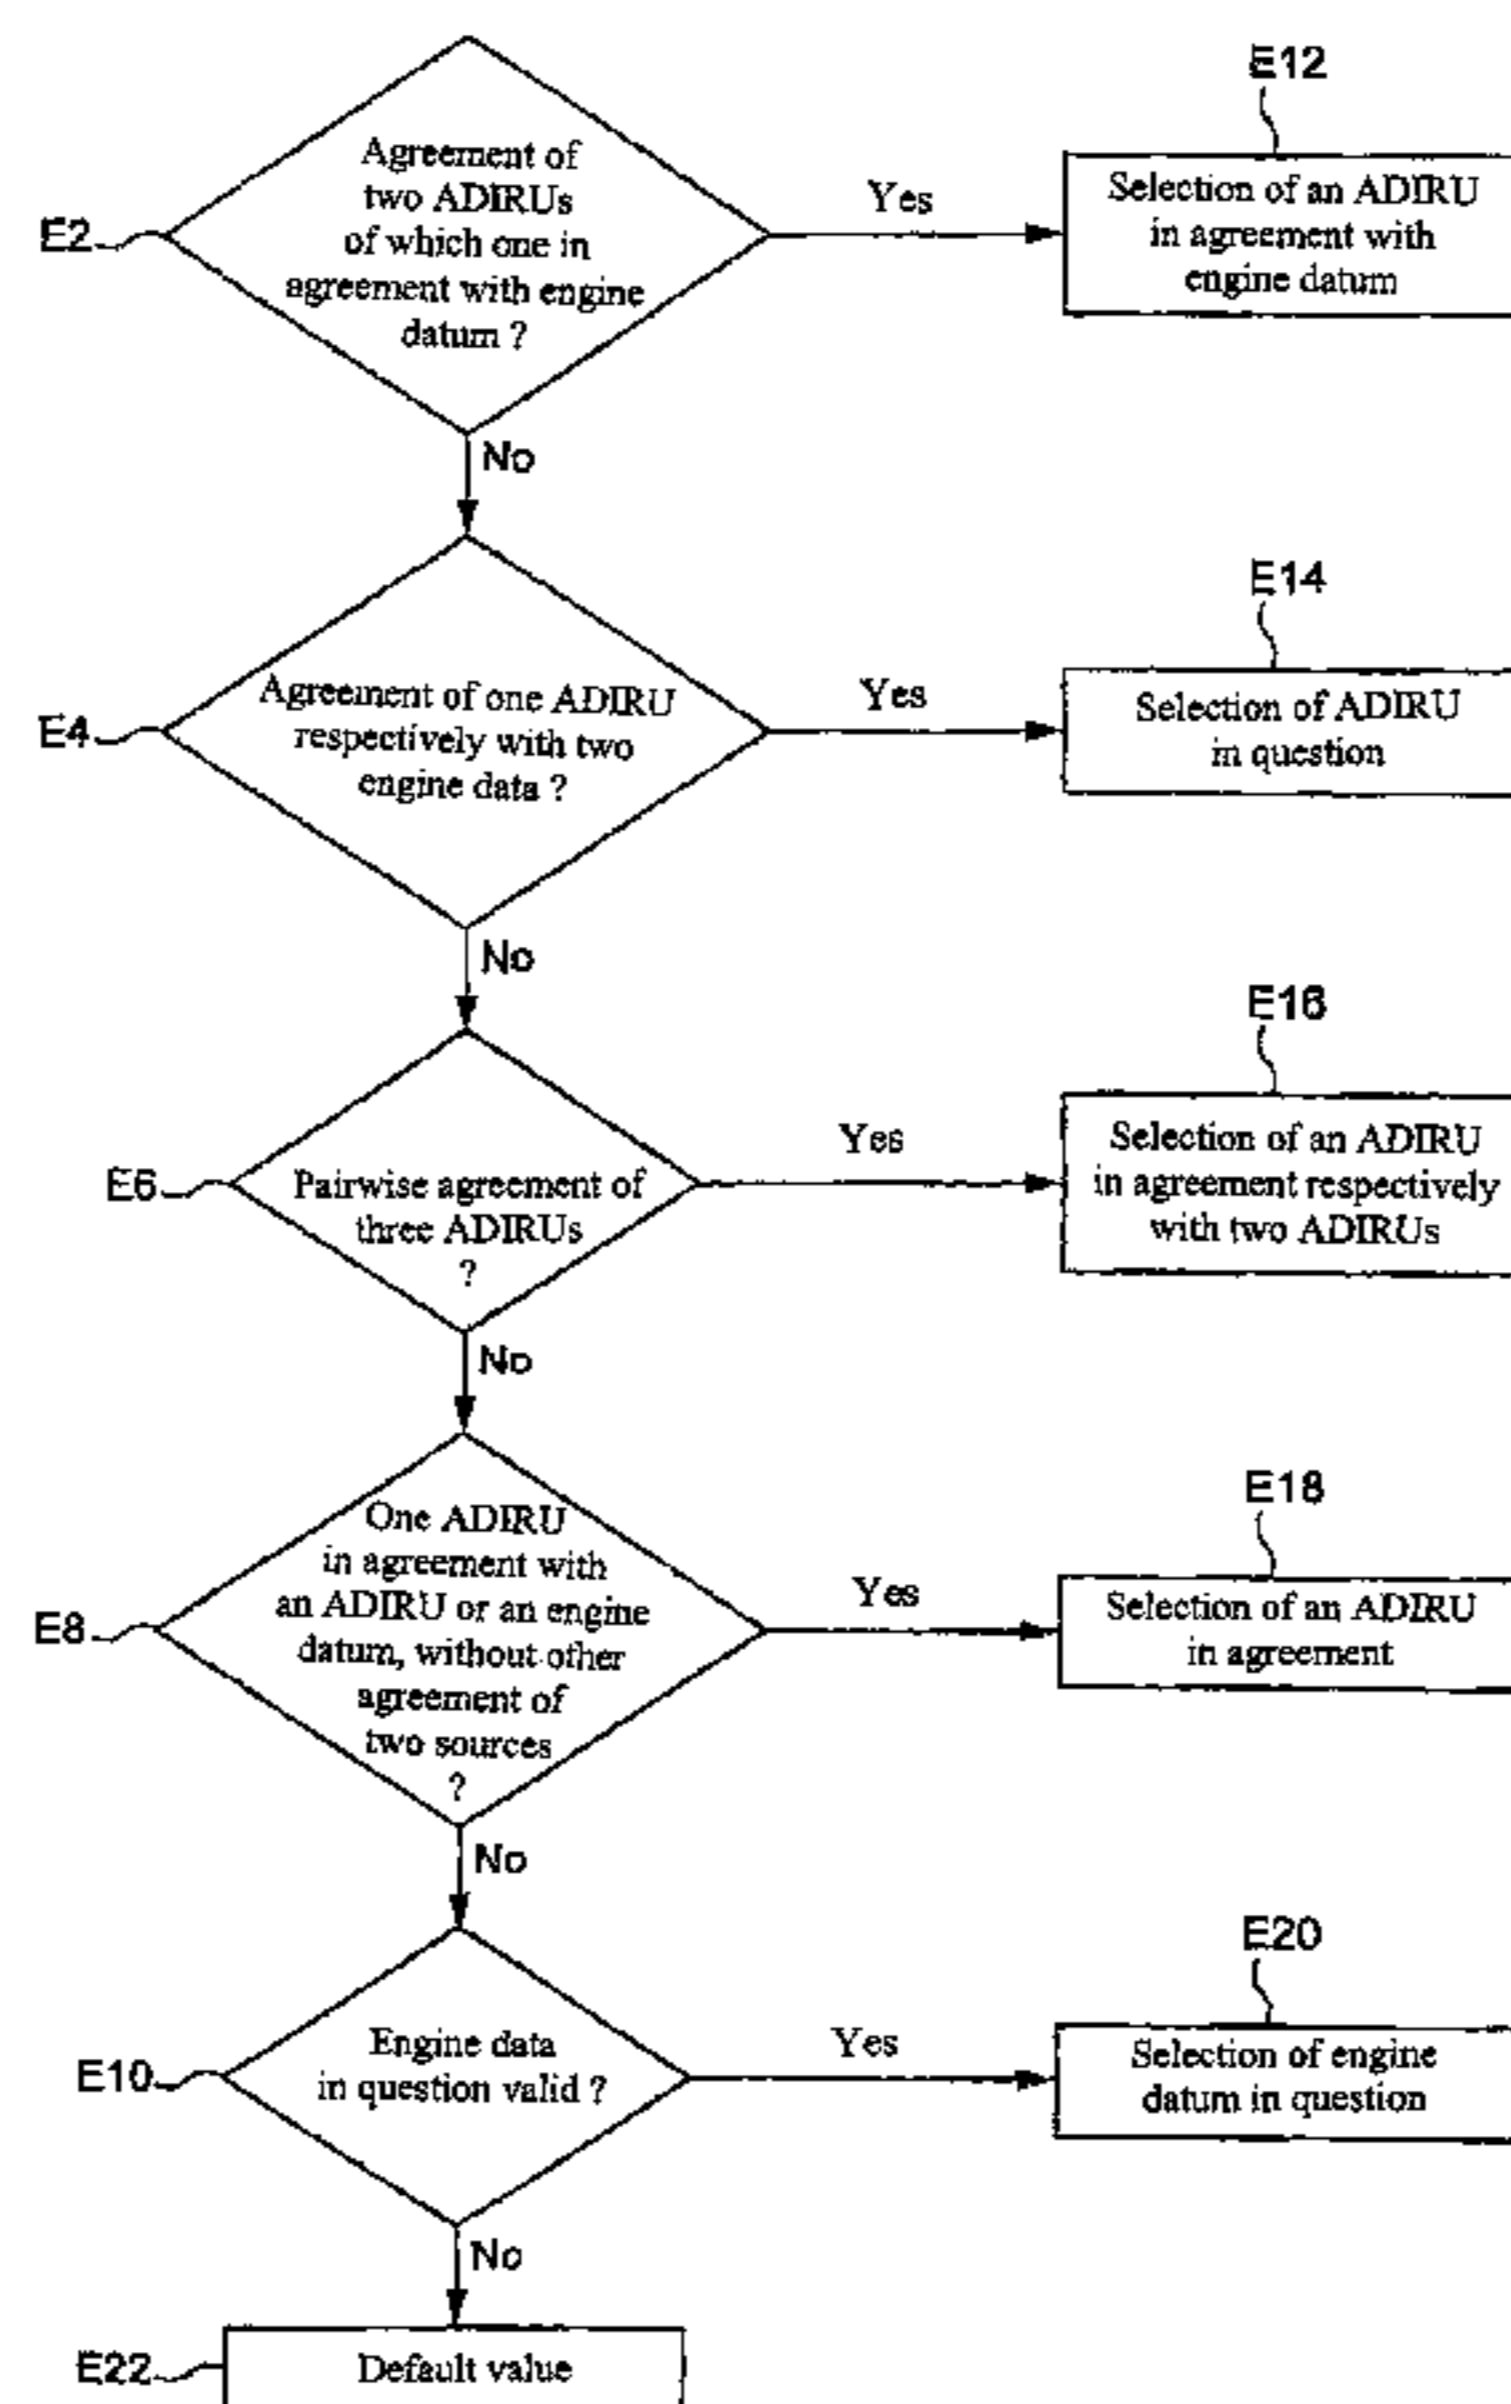 E12
Agreement of
two ADIRUs
of which one in
agreement with engine
datum ?
E2
Yes
Selection of an ADIRU
in agreement with
engine datum
No
E14
Agreement of one ADIRU
respectively with two
engine data ?
E4
Yes
Selection of ADIRU
in question
No
E16
Pairwise agreement of
three ADIRUs
?
E6
Yes
Selection of an ADIRU
in agreement respectively
with two ADIRUs
No
E18
One ADIRU
in agreement with
an ADIRU or an engine
datum, without other
agreement of
two sources
?
E8
Yes
Selection of an ADIRU
in agreement
No
E20
Engine data
in question valid ?
E10
Yes
Selection of engine
datum in question
No
E22
Default value